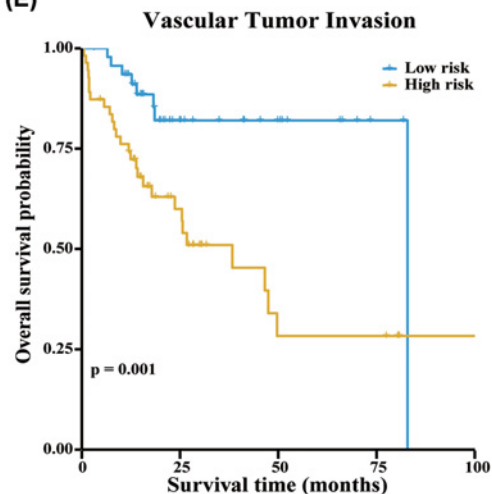 (E)
Vascular Tumor Invasion
Low risk
High risk
1.00
0.75
0.50
0.25
0.00
Overall survival probability
p = 0.001
0 25 50 75 100
Survival time (months)